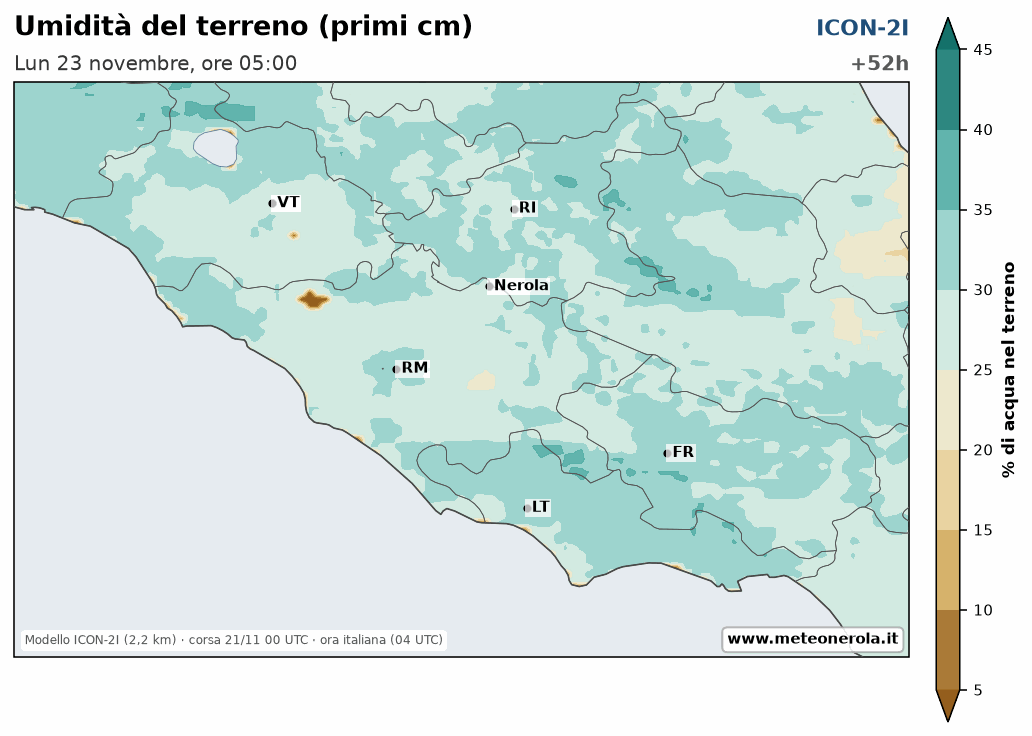 Umidità del terreno (primi cm)
ICON-2I
Lun 23 novembre, ore 05:00
+52h
45
40
35
30
25
20
15
10
5
% di acqua nel terreno
VT
RI
Nerola
RM
FR
LT
Modello ICON-2I (2,2 km) · corsa 21/11 00 UTC · ora italiana (04 UTC)
www.meteonerola.it